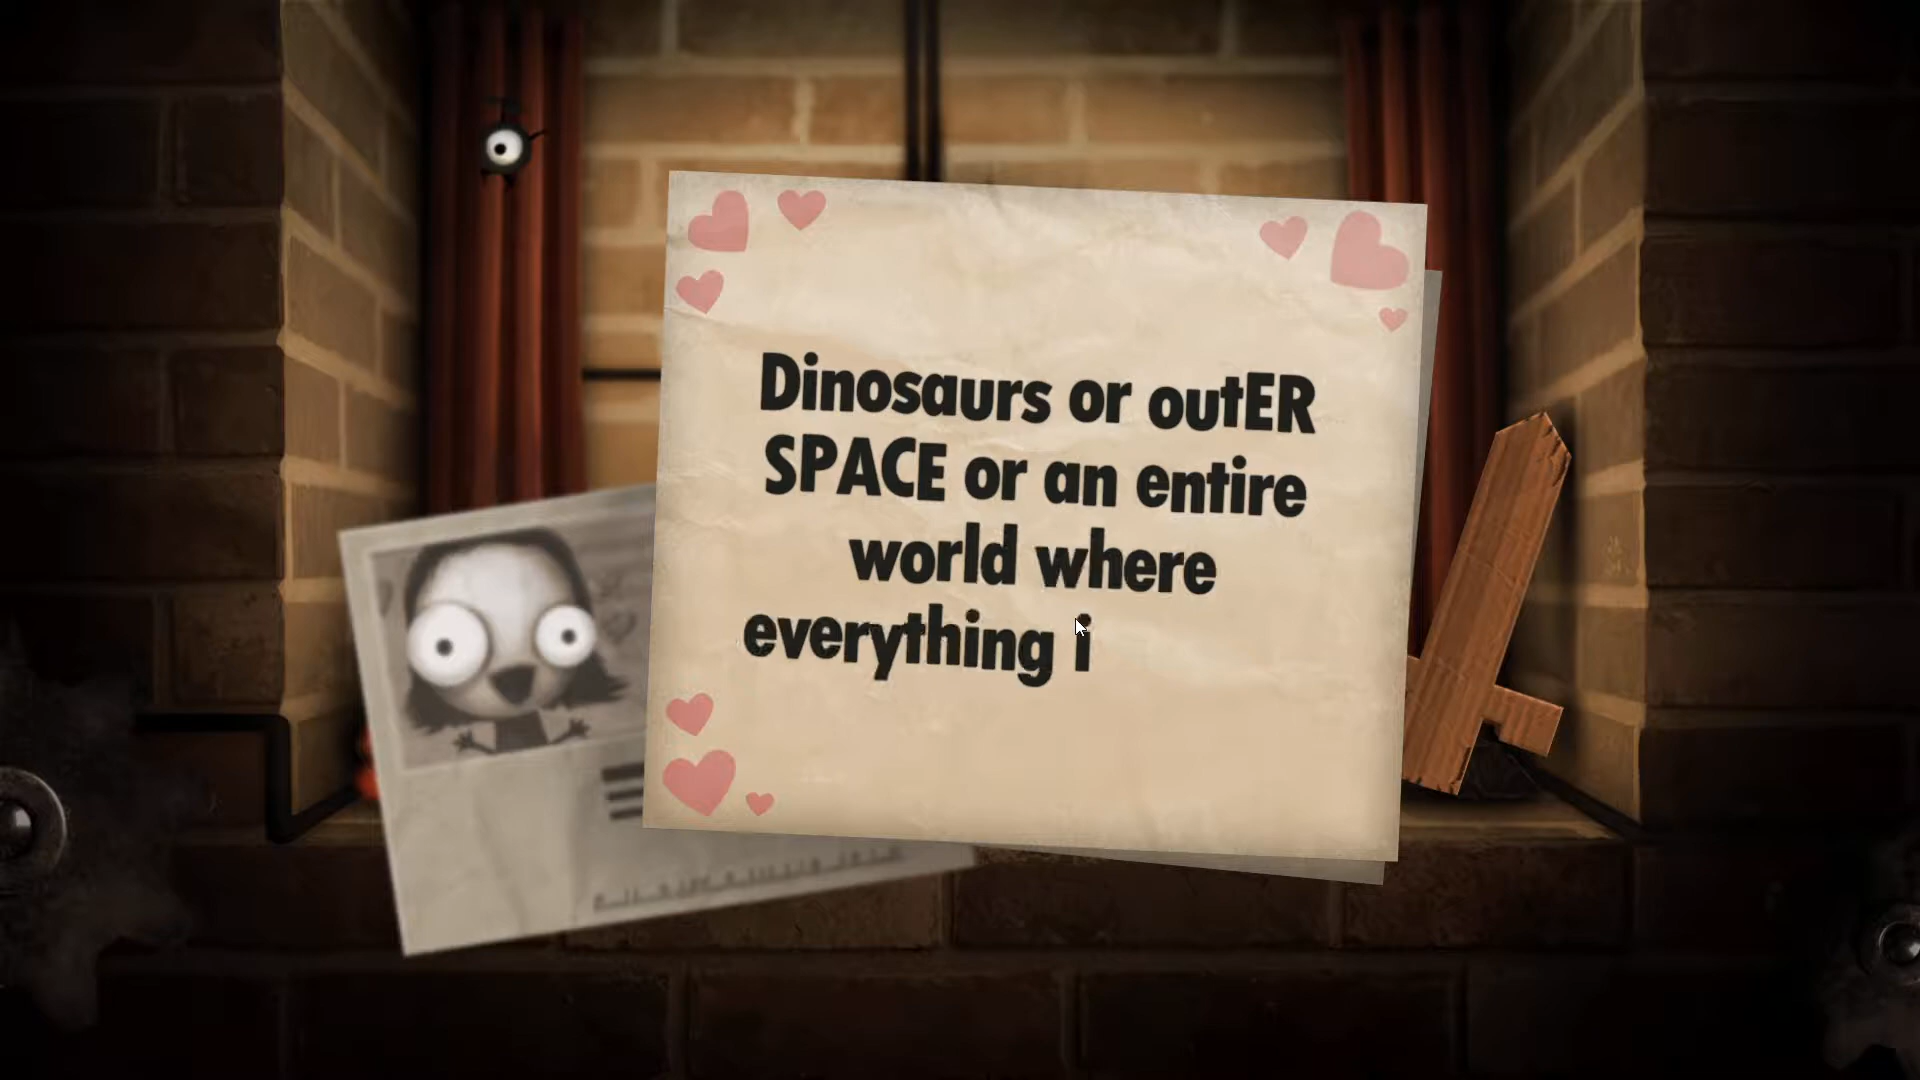 Dinosaurs or outER
SPACE or an entire
world where
everything i